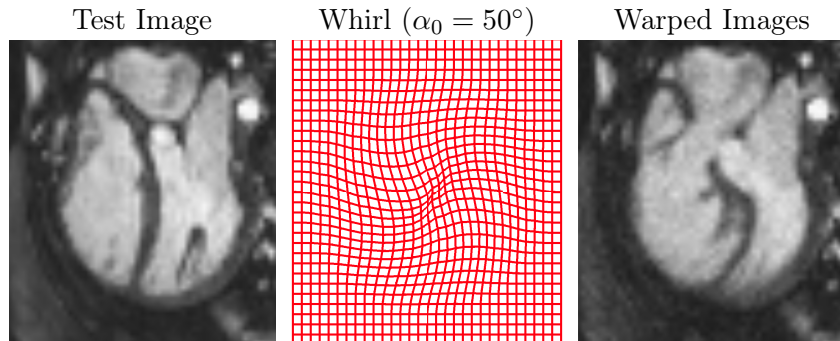 Test Image
Whirl (α₀ = 50°)
Warped Images